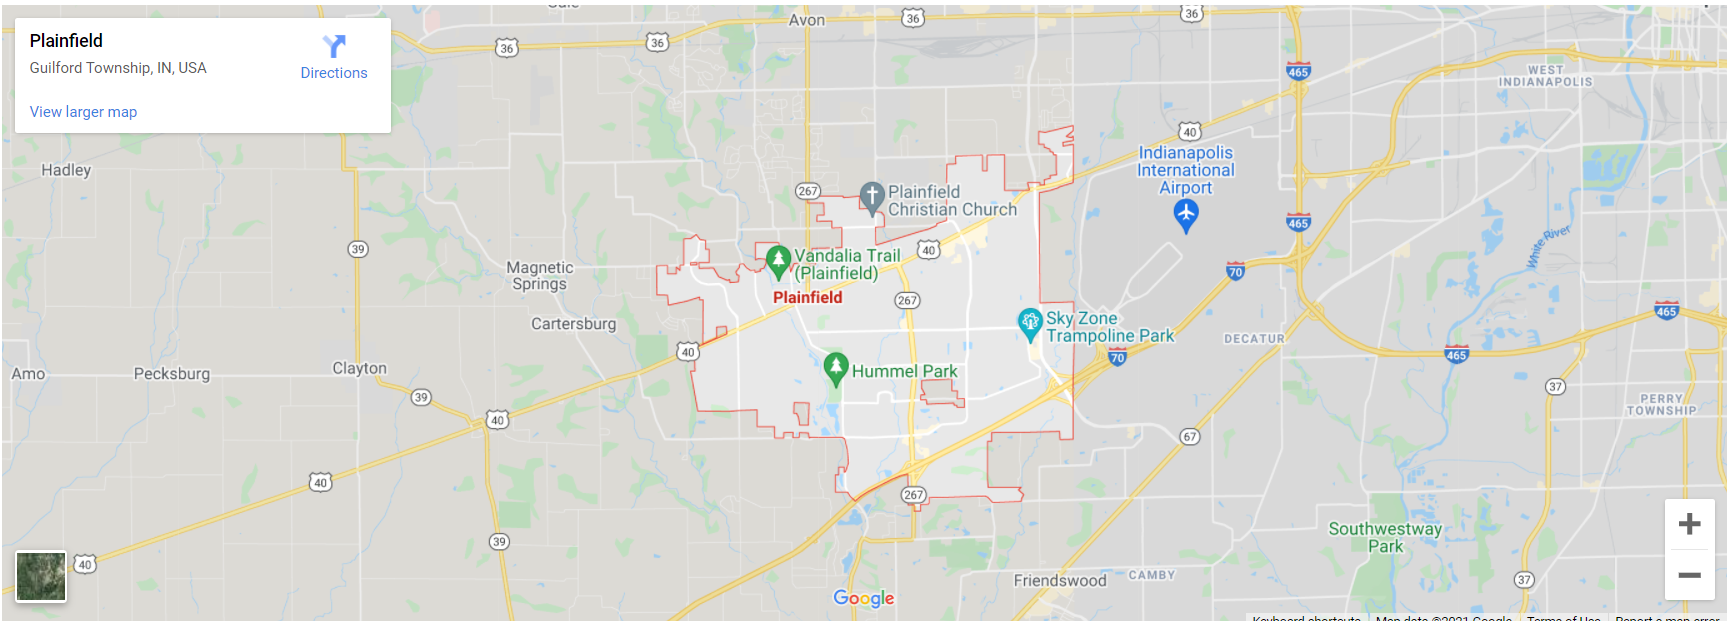 Plainfield
Guilford Township, IN, USA
Directions
View larger map
Avon
36
36
36
36
465
WEST
INDIANAPOLIS
40
Indianapolis
International
Airport
Hadley
267
Plainfield
Christian Church
465
White River
39
40
Vandalia Trail
(Plainfield)
Magnetic
Springs
70
Plainfield
267
465
Cartersburg
Sky Zone
Trampoline Park
DECATUR
40
70
465
Amo
Pecksburg
Clayton
Hummel Park
37
39
PERRY
TOWNSHIP
40
67
40
267
Southwestway
Park
39
40
Friendswood
CAMBY
37
Google
Keyboard shortcuts
Map data ©2021 Google
Terms of Use
Report a map error